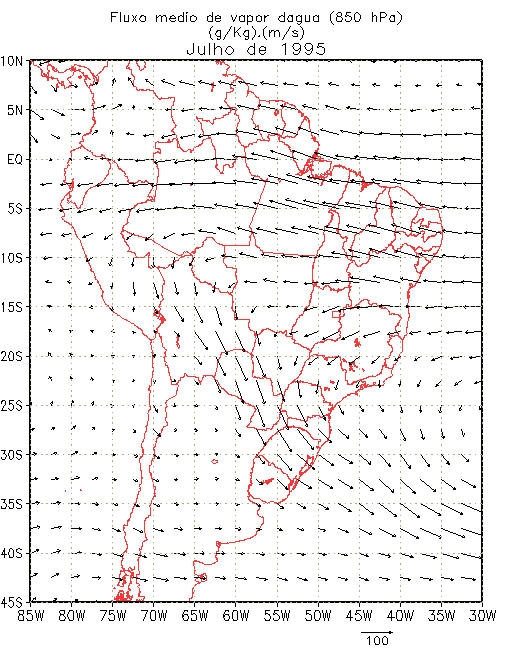 Fluxo medio de vapor dagua (850 hPa)
(g/Kg).(m/s)
Julho de 1995
10N
5N
EQ
5S
10S
15S
20S
25S
30S
35S
40S
45S
85W 80W 75W 70W 65W 60W 55W 50W 45W 40W 35W 30W
100